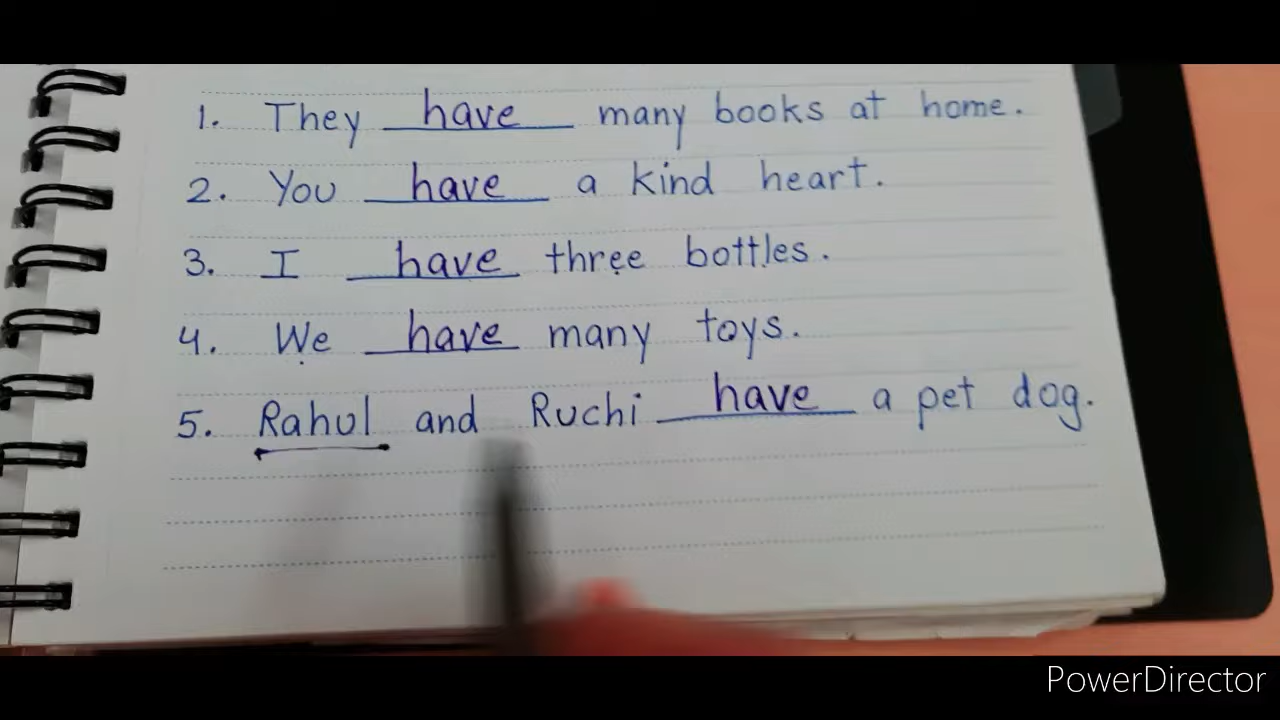 1. They have many books at home.
2. You have a kind heart.
3. I have three bottles.
4. We have many toys.
5. Rahul and Ruchi have a pet dog.
PowerDirector